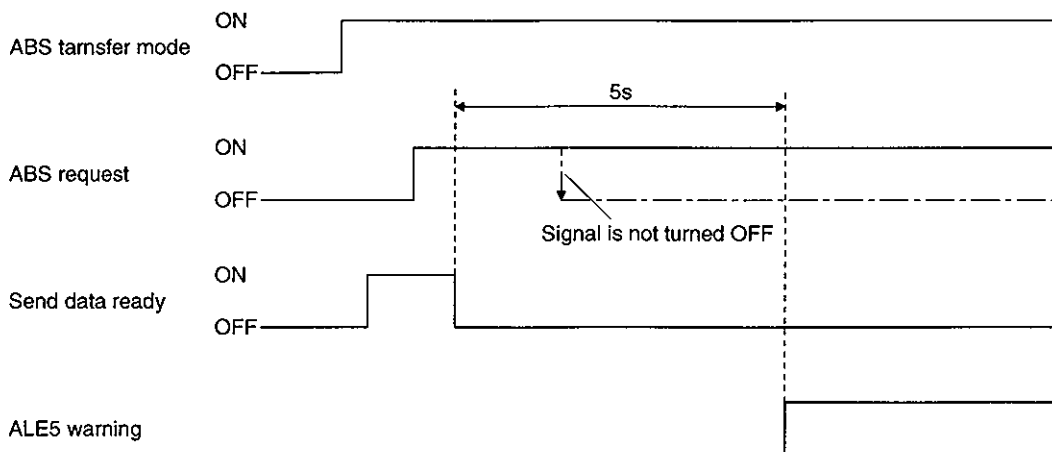 ON
ABS tarnsfer mode
OFF
5s
ON
ABS request
OFF
Signal is not turned OFF
ON
Send data ready
OFF
ALE5 warning